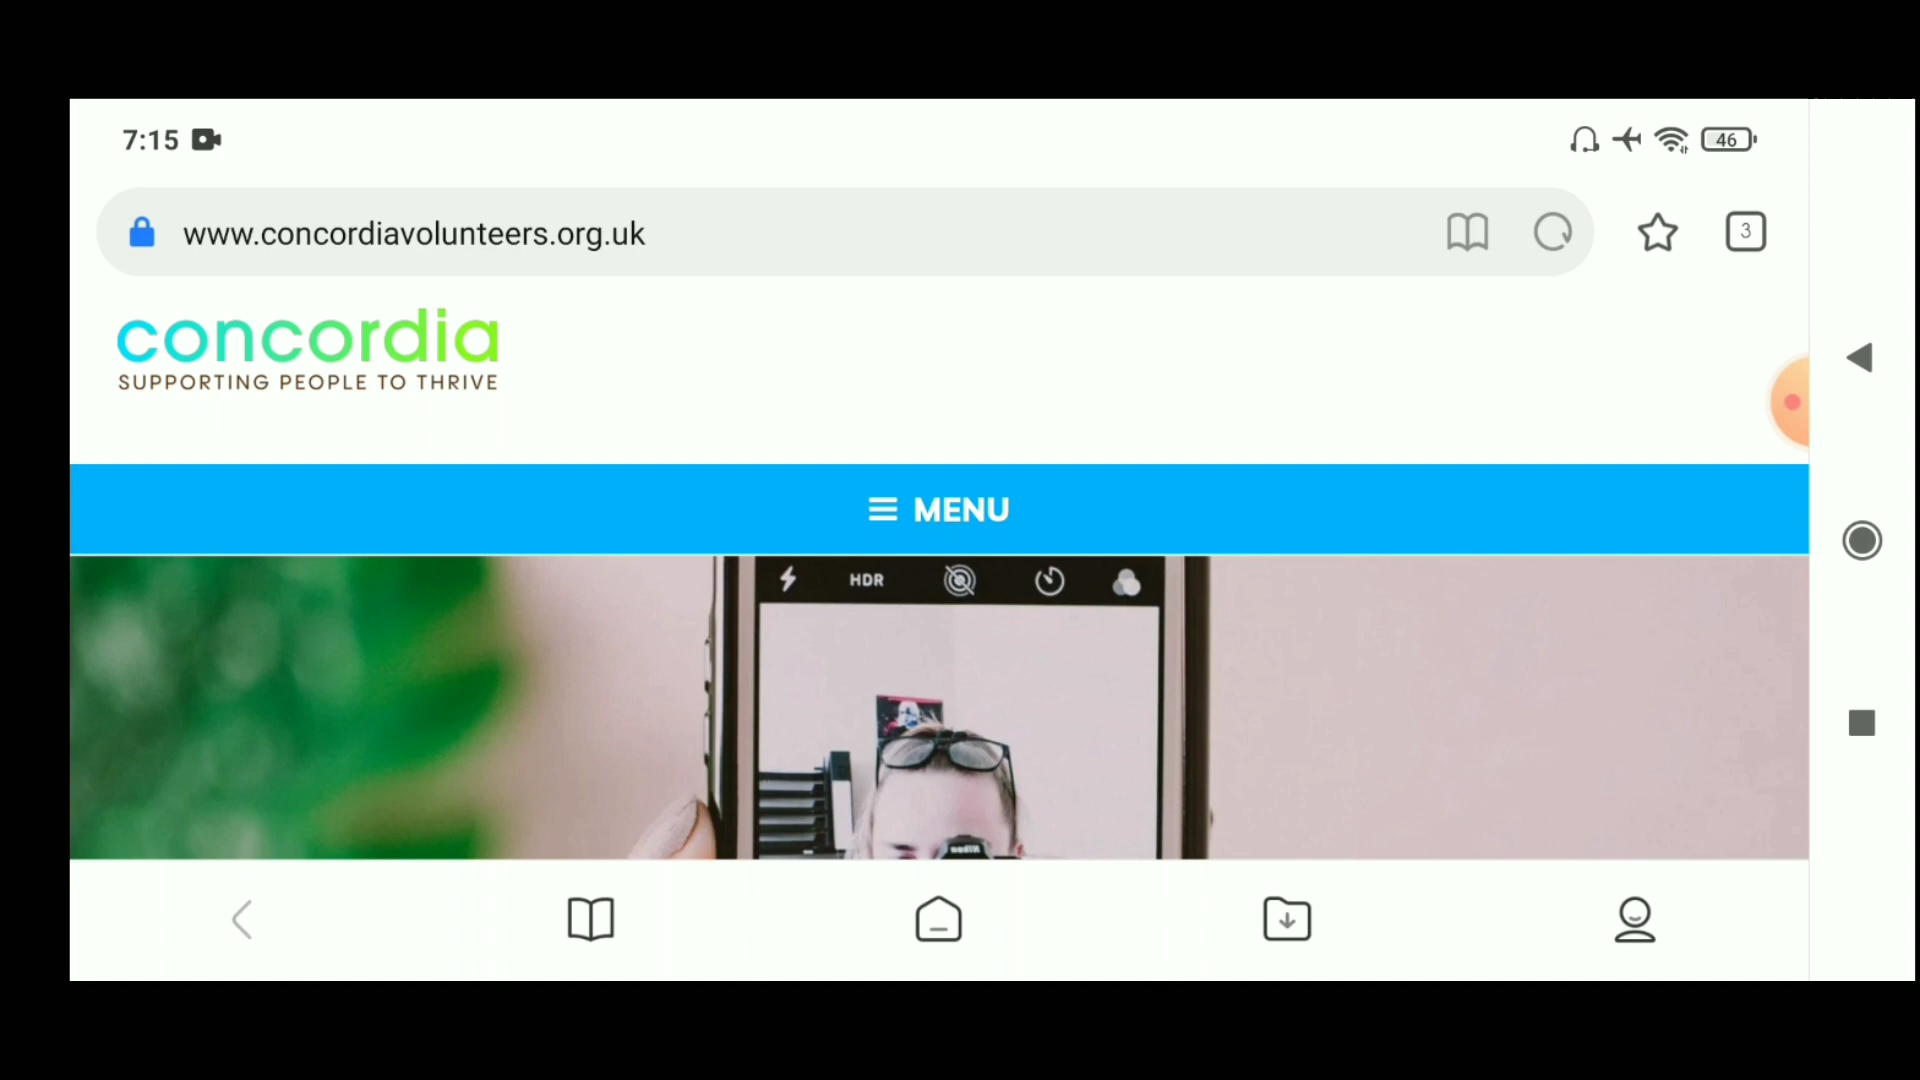 7:15
46
www.concordiavolunteers.org.uk
3
concordia
SUPPORTING PEOPLE TO THRIVE
MENU
HDR